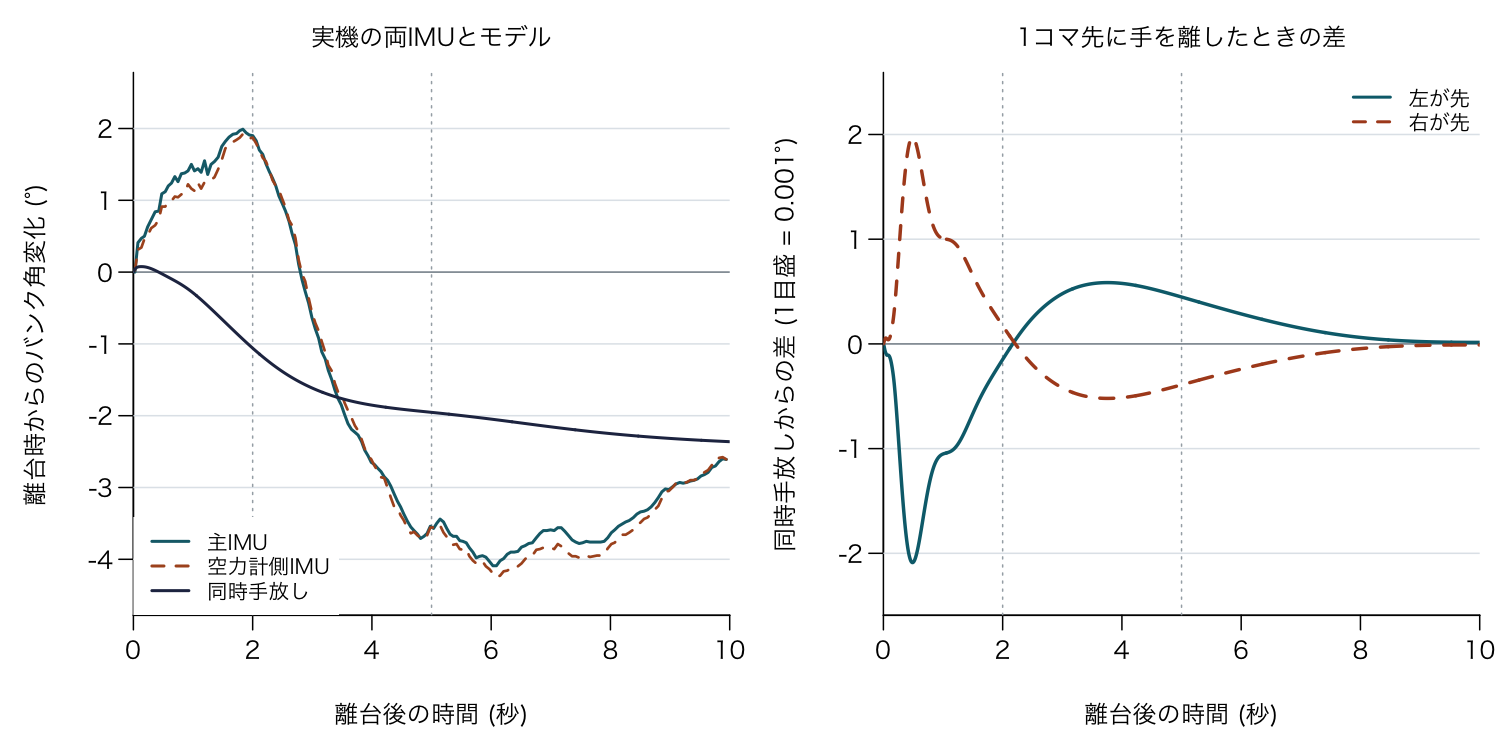 実機の両IMUとモデル
離台時からのバンク角変化 (°)
2
1
0
-1
-2
-3
-4
主IMU
空力計側IMU
同時手放し
0 2 4 6 8 10
離台後の時間 (秒)
1コマ先に手を離したときの差
同時手放しからの差 (1目盛 = 0.001°)
2
1
0
-1
-2
左が先
右が先
0 2 4 6 8 10
離台後の時間 (秒)